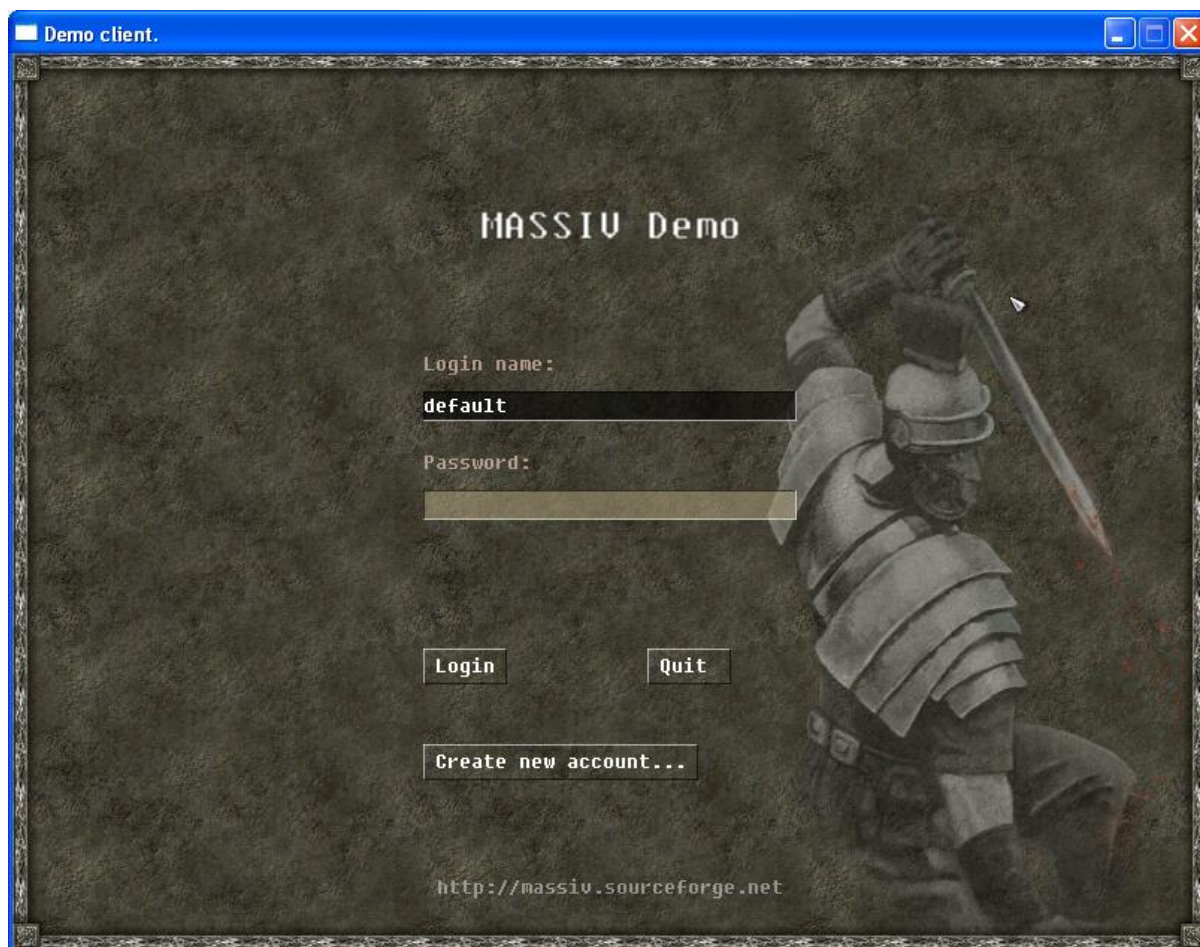 Demo client.
MASSIV Demo
Login name:
default
Password:
Login Quit
Create new account...
http://massiv.sourceforge.net